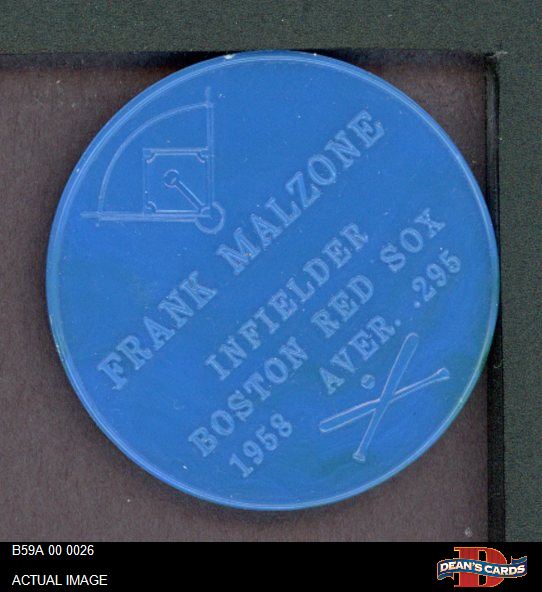 FRANK MALZONE
INFIELDER
BOSTON RED SOX
1958 AVER. .295
B59A 00 0026
ACTUAL IMAGE
DEAN'S CARDS